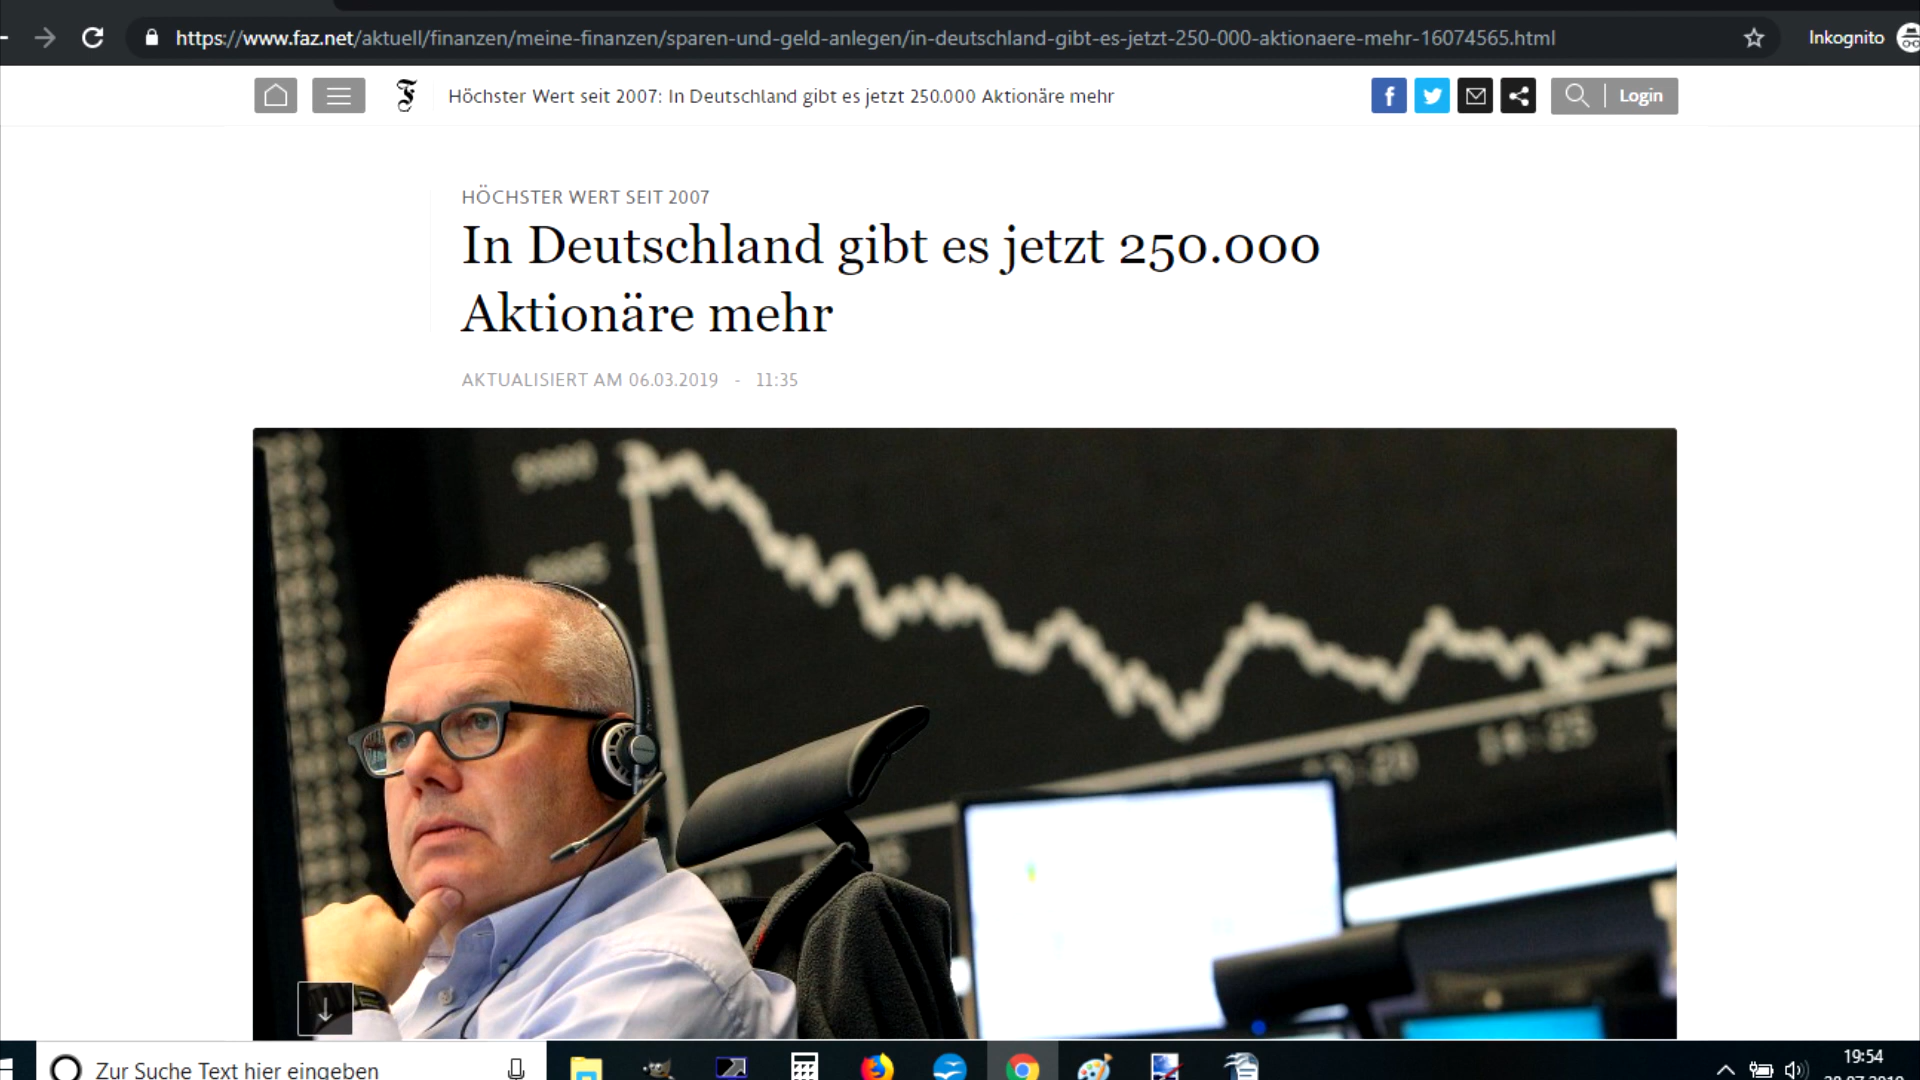 https://www.faz.net/aktuell/finanzen/meine-finanzen/sparen-und-geld-anlegen/in-deutschland-gibt-es-jetzt-250-000-aktionaere-mehr-16074565.html
Inkognito
Höchster Wert seit 2007: In Deutschland gibt es jetzt 250.000 Aktionäre mehr
Login
HÖCHSTER WERT SEIT 2007
In Deutschland gibt es jetzt 250.000
Aktionäre mehr
AKTUALISIERT AM 06.03.2019 - 11:35
14:25
Zur Suche Text hier eingeben
19:54